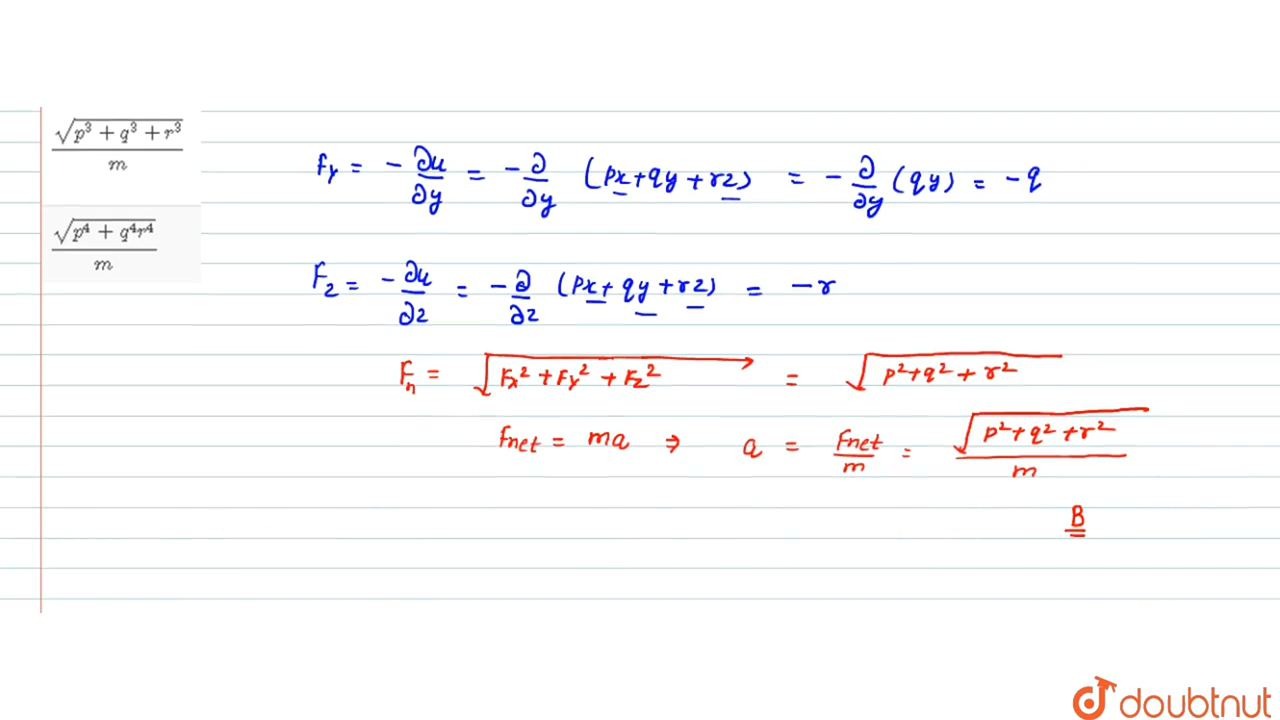 √(p³ + q³ + r³) / m
Fy = - ∂u/∂y = - ∂/∂y (px+qy+rz) = - ∂/∂y (qy) = - q
√(p⁴ + q⁴r⁴) / m
Fz = - ∂u/∂z = - ∂/∂z (px+qy+rz) = - r
Fn = √(Fx² + Fy² + Fz²) = √(p²+q²+r²)
Fnet = ma ⇒ a = Fnet/m = √(p²+q²+r²) / m
B
doubtnut